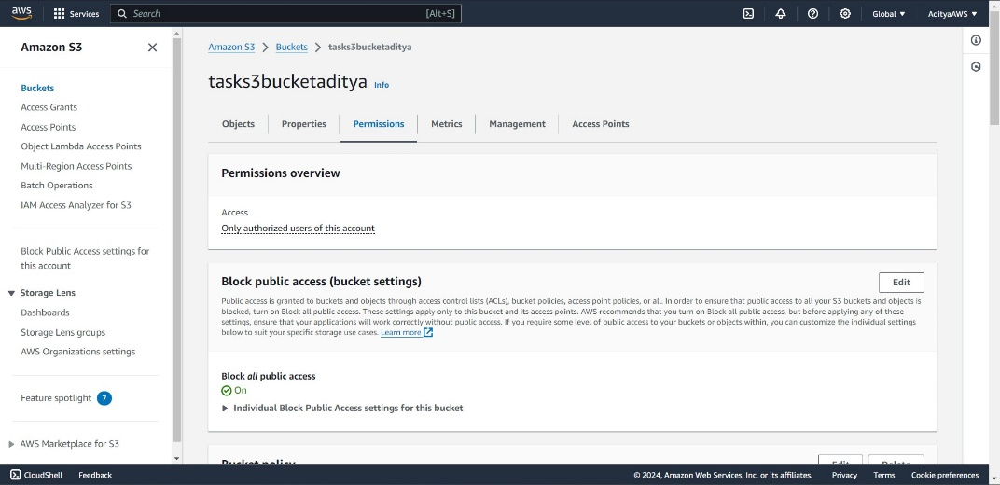 aws
Services
Search
[Alt+S]
Global
AdityaAWS
Amazon S3
Buckets
Access Grants
Access Points
Object Lambda Access Points
Multi-Region Access Points
Batch Operations
IAM Access Analyzer for S3
Block Public Access settings for
this account
Storage Lens
Dashboards
Storage Lens groups
AWS Organizations settings
Feature spotlight 7
AWS Marketplace for S3
Amazon S3 > Buckets > tasks3bucketaditya
tasks3bucketaditya Info
Objects
Properties
Permissions
Metrics
Management
Access Points
Permissions overview
Access
Only authorized users of this account
Block public access (bucket settings)
Edit
Public access is granted to buckets and objects through access control lists (ACLs), bucket policies, access point policies, or all. In order to ensure that public access to all your S3 buckets and objects is
blocked, turn on Block all public access. These settings apply only to this bucket and its access points. AWS recommends that you turn on Block all public access, but before applying any of these
settings, ensure that your applications will work correctly without public access. If you require some level of public access to your buckets or objects within, you can customize the individual settings
below to suit your specific storage use cases. Learn more
Block all public access
On
Individual Block Public Access settings for this bucket
Bucket policy
Edit
Delete
CloudShell
Feedback
© 2024, Amazon Web Services, Inc. or its affiliates.
Privacy
Terms
Cookie preferences